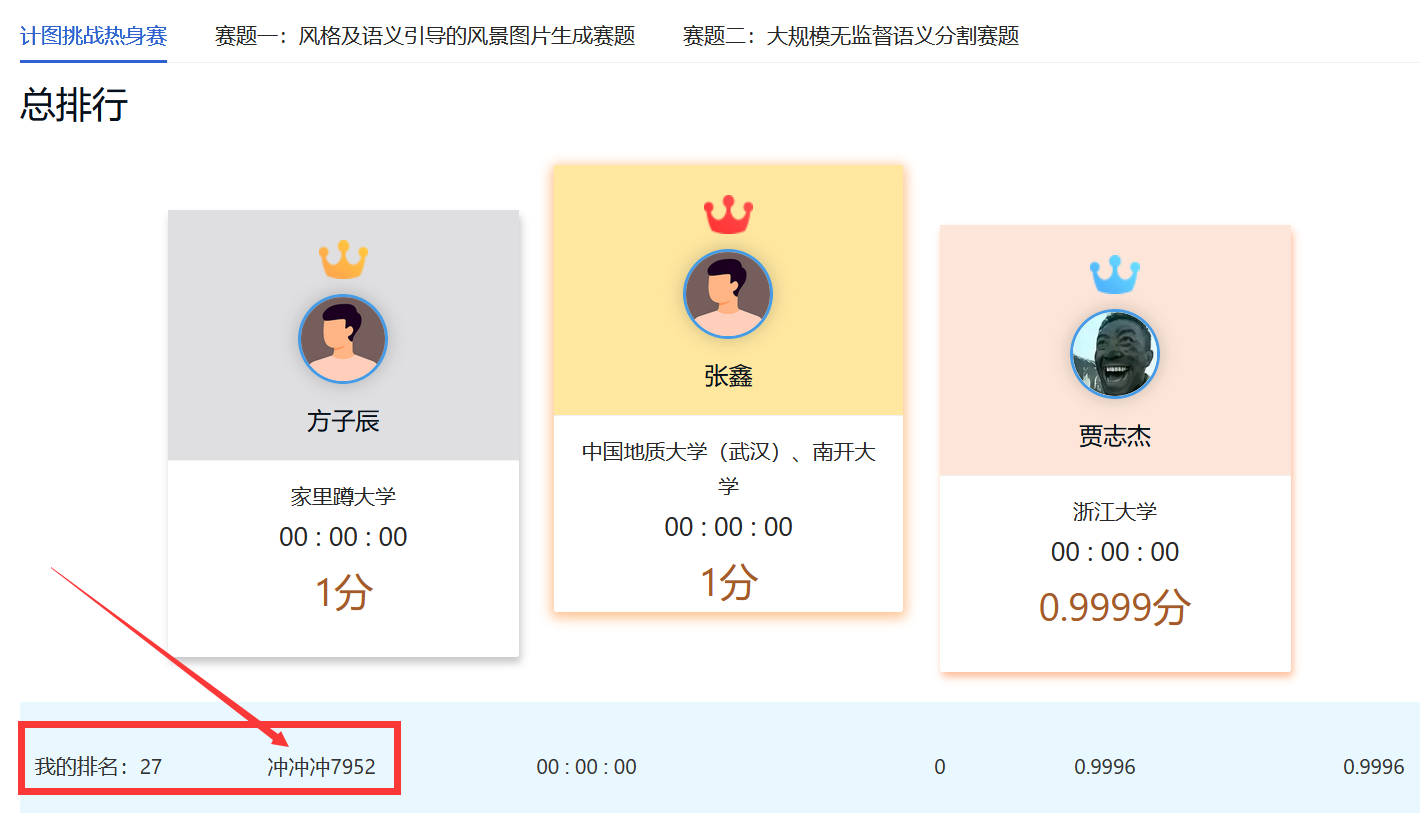 计图挑战热身赛 赛题一：风格及语义引导的风景图片生成赛题 赛题二：大规模无监督语义分割赛题
总排行
方子辰
家里蹲大学
00 : 00 : 00
1分
张鑫
中国地质大学（武汉）、南开大
学
00 : 00 : 00
1分
贾志杰
浙江大学
00 : 00 : 00
0.9999分
我的排名：27 冲冲冲7952 00 : 00 : 00 0 0.9996 0.9996